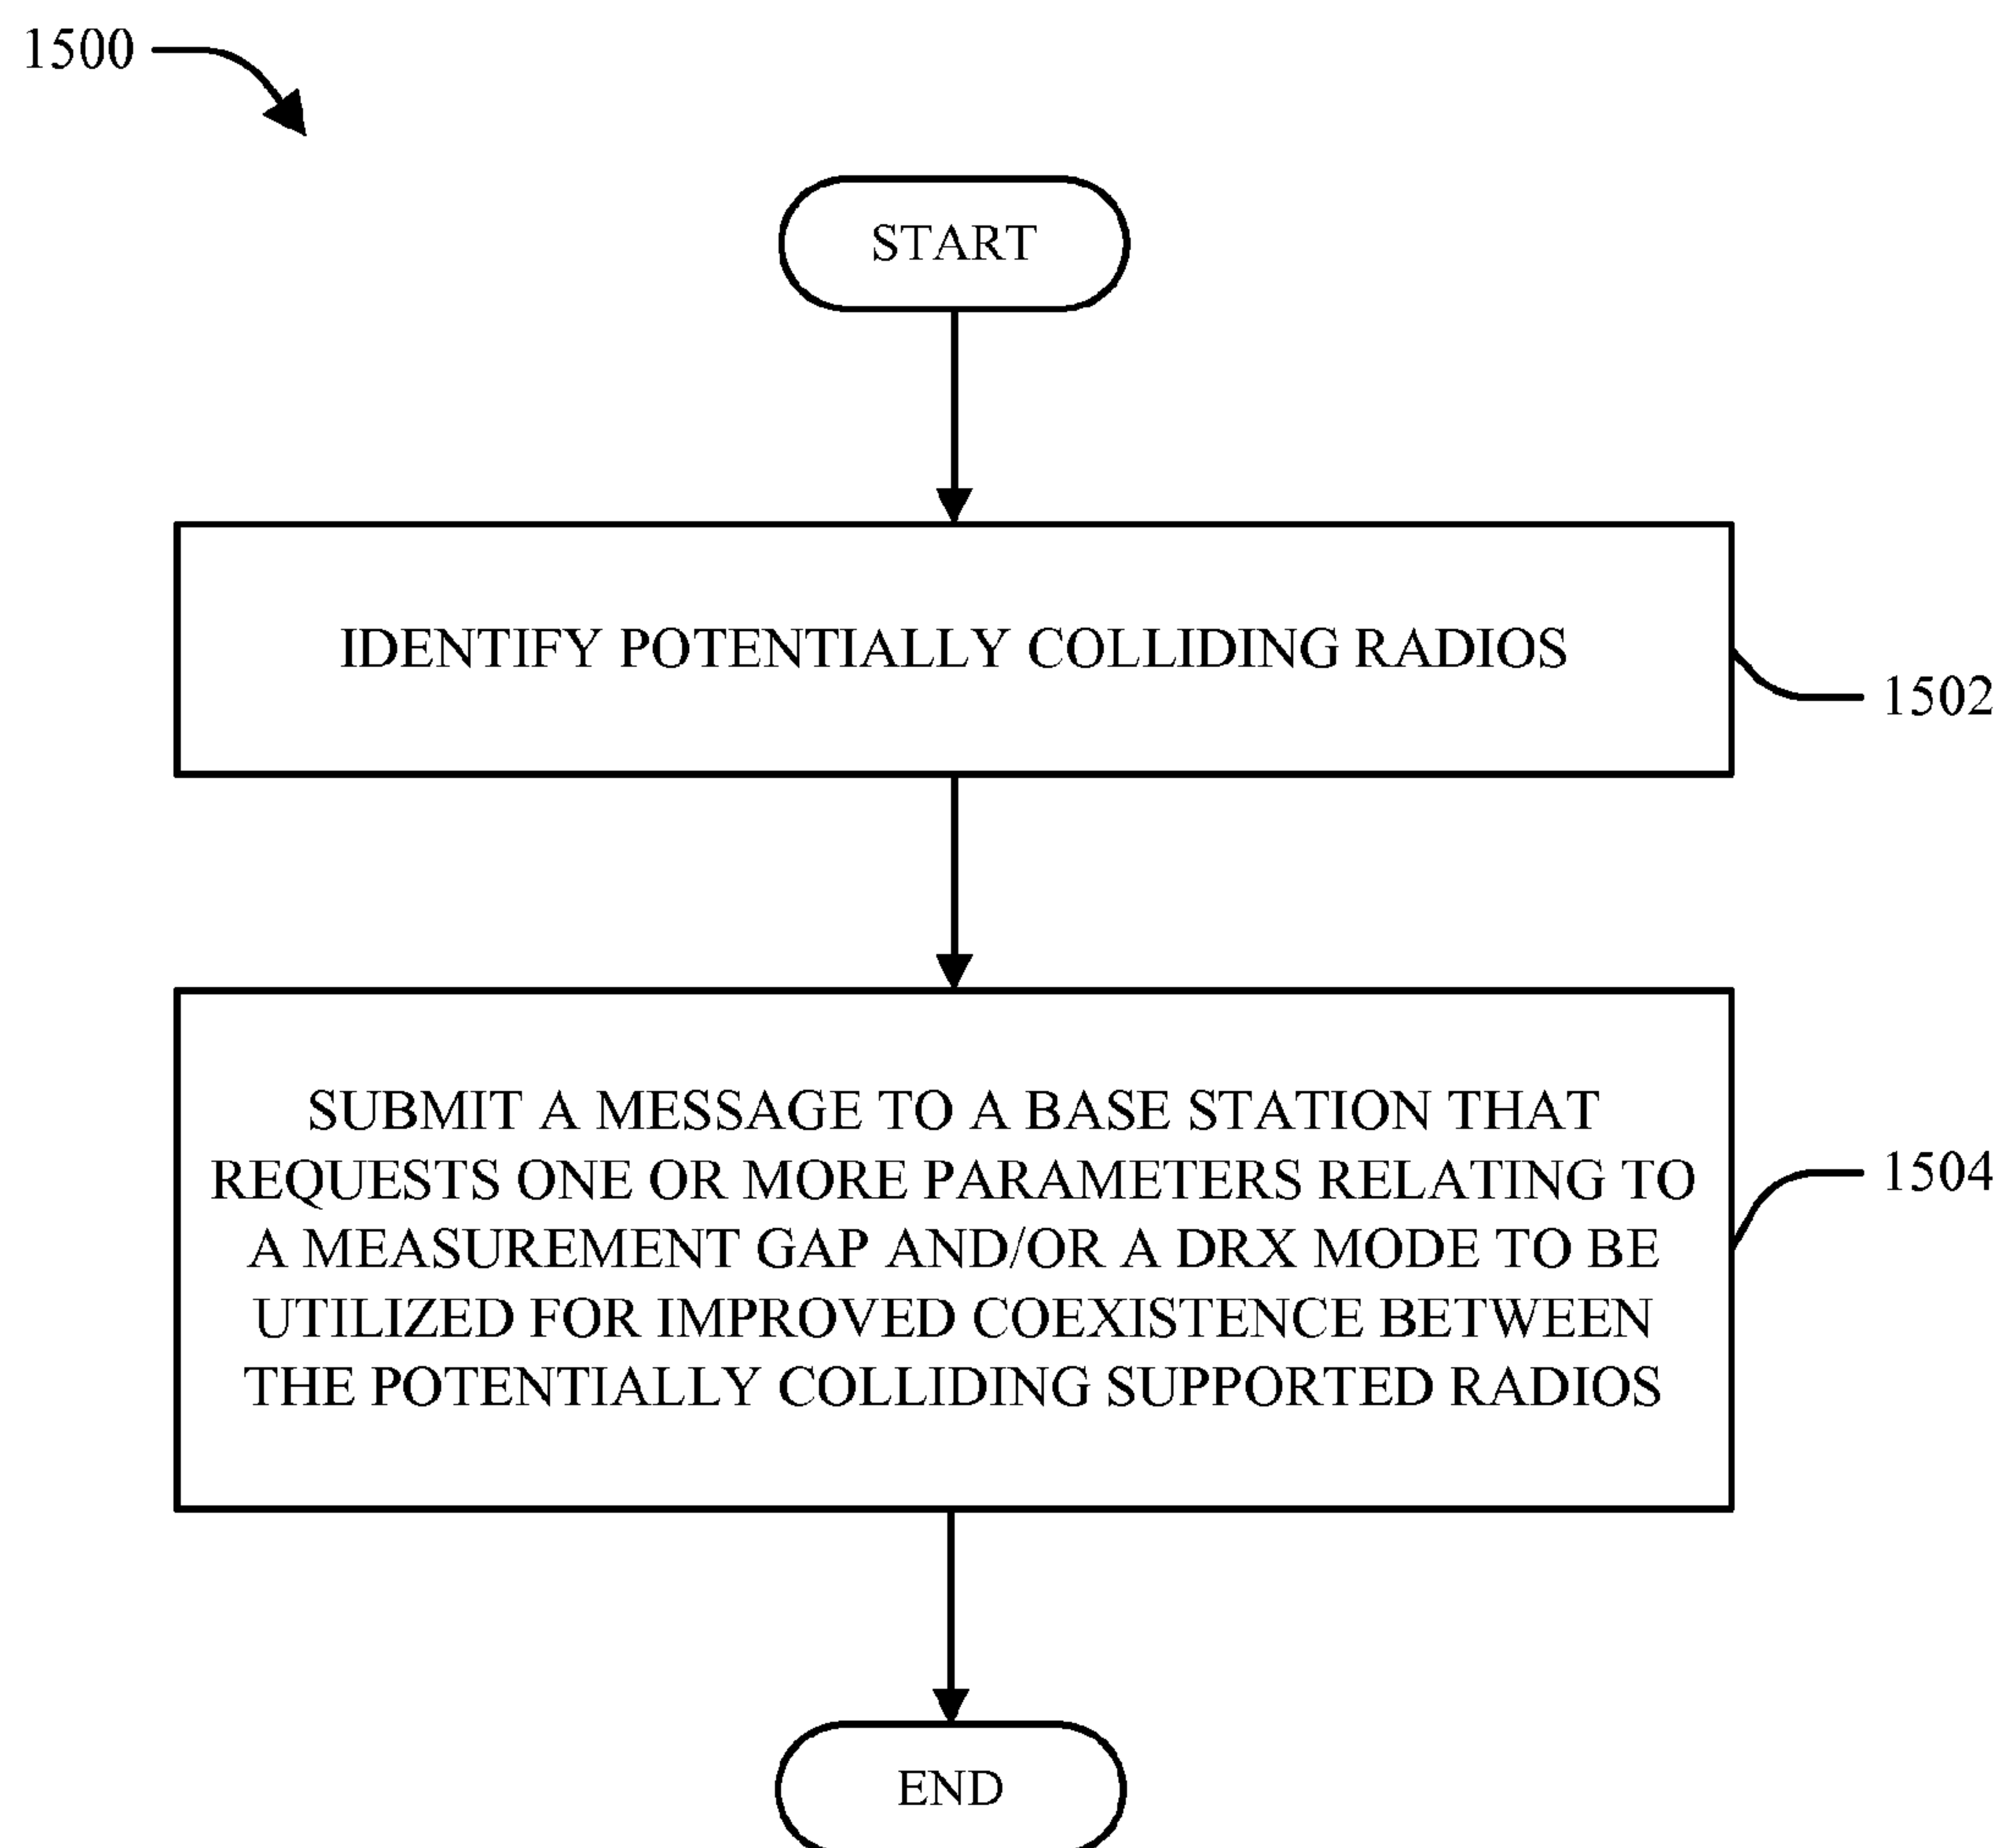 1500
START
IDENTIFY POTENTIALLY COLLIDING RADIOS
1502
SUBMIT A MESSAGE TO A BASE STATION THAT
REQUESTS ONE OR MORE PARAMETERS RELATING TO
A MEASUREMENT GAP AND/OR A DRX MODE TO BE
UTILIZED FOR IMPROVED COEXISTENCE BETWEEN
THE POTENTIALLY COLLIDING SUPPORTED RADIOS
1504
END